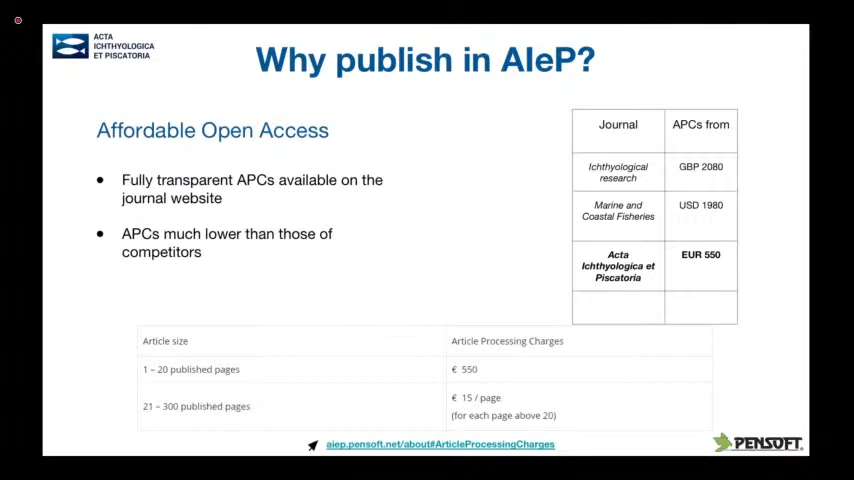 ACTA
ICHTHYOLOGICA
ET PISCATORIA
Why publish in AIeP?
Affordable Open Access
● Fully transparent APCs available on the
journal website
● APCs much lower than those of
competitors
Journal APCs from
Ichthyological
research GBP 2080
Marine and
Coastal Fisheries USD 1980
Acta
Ichthyologica et
Piscatoria EUR 550
Article size Article Processing Charges
1 – 20 published pages € 550
21 – 300 published pages € 15 / page
(for each page above 20)
aiep.pensoft.net/about#ArticleProcessingCharges
PENSOFT.